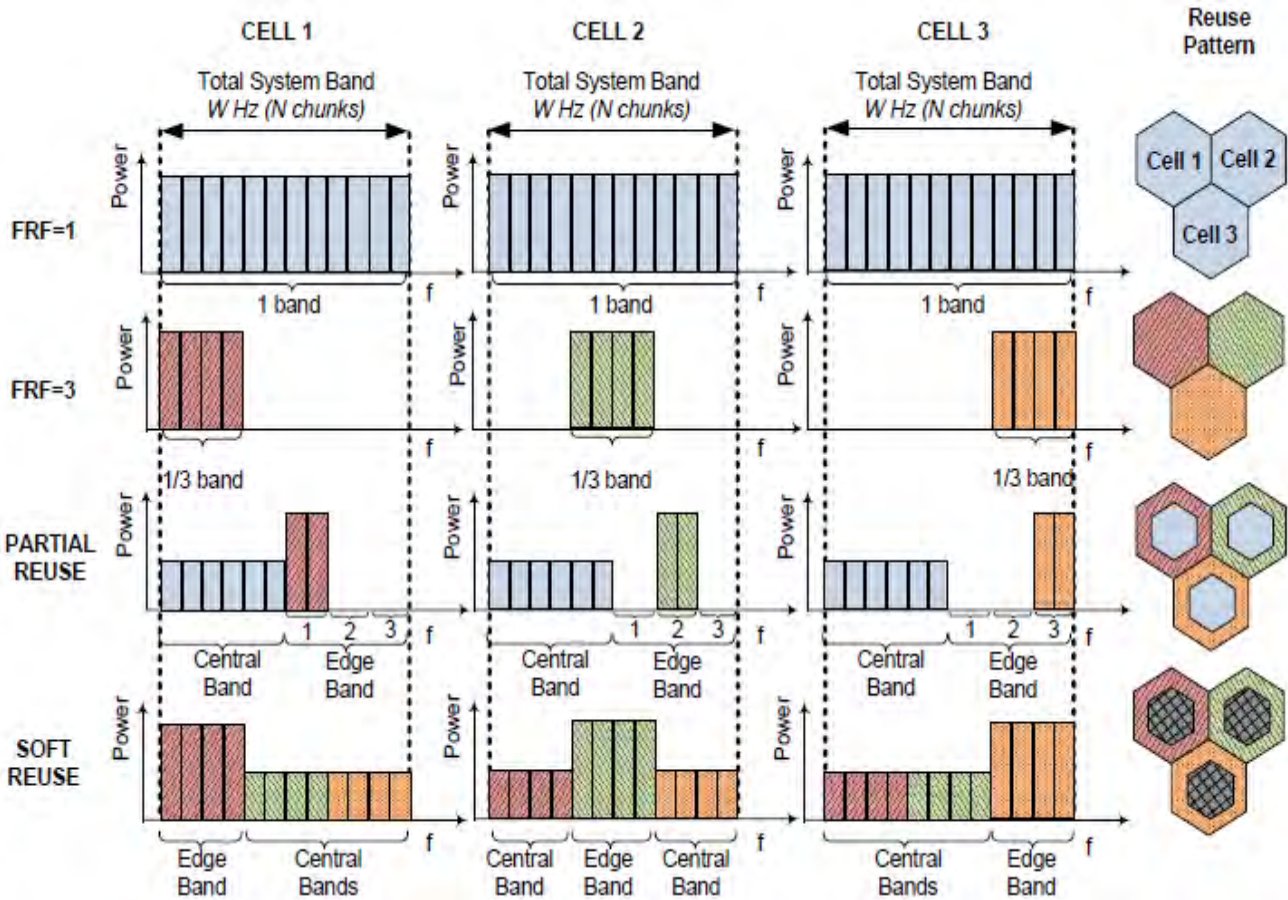 CELL 1
CELL 2
CELL 3
Reuse
Pattern
Total System Band
W Hz (N chunks)
Total System Band
W Hz (N chunks)
Total System Band
W Hz (N chunks)
FRF=1
Power
f
1 band
Power
f
1 band
Power
f
1 band
Cell 1
Cell 2
Cell 3
FRF=3
Power
f
1/3 band
Power
f
1/3 band
Power
f
1/3 band
PARTIAL
REUSE
Power
1
2
3
f
Central
Band
Edge
Band
Power
1
2
3
f
Central
Band
Edge
Band
Power
1
2
3
f
Central
Band
Edge
Band
SOFT
REUSE
Power
f
Edge
Band
Central
Bands
Power
f
Central
Band
Edge
Band
Central
Band
Power
f
Central
Bands
Edge
Band